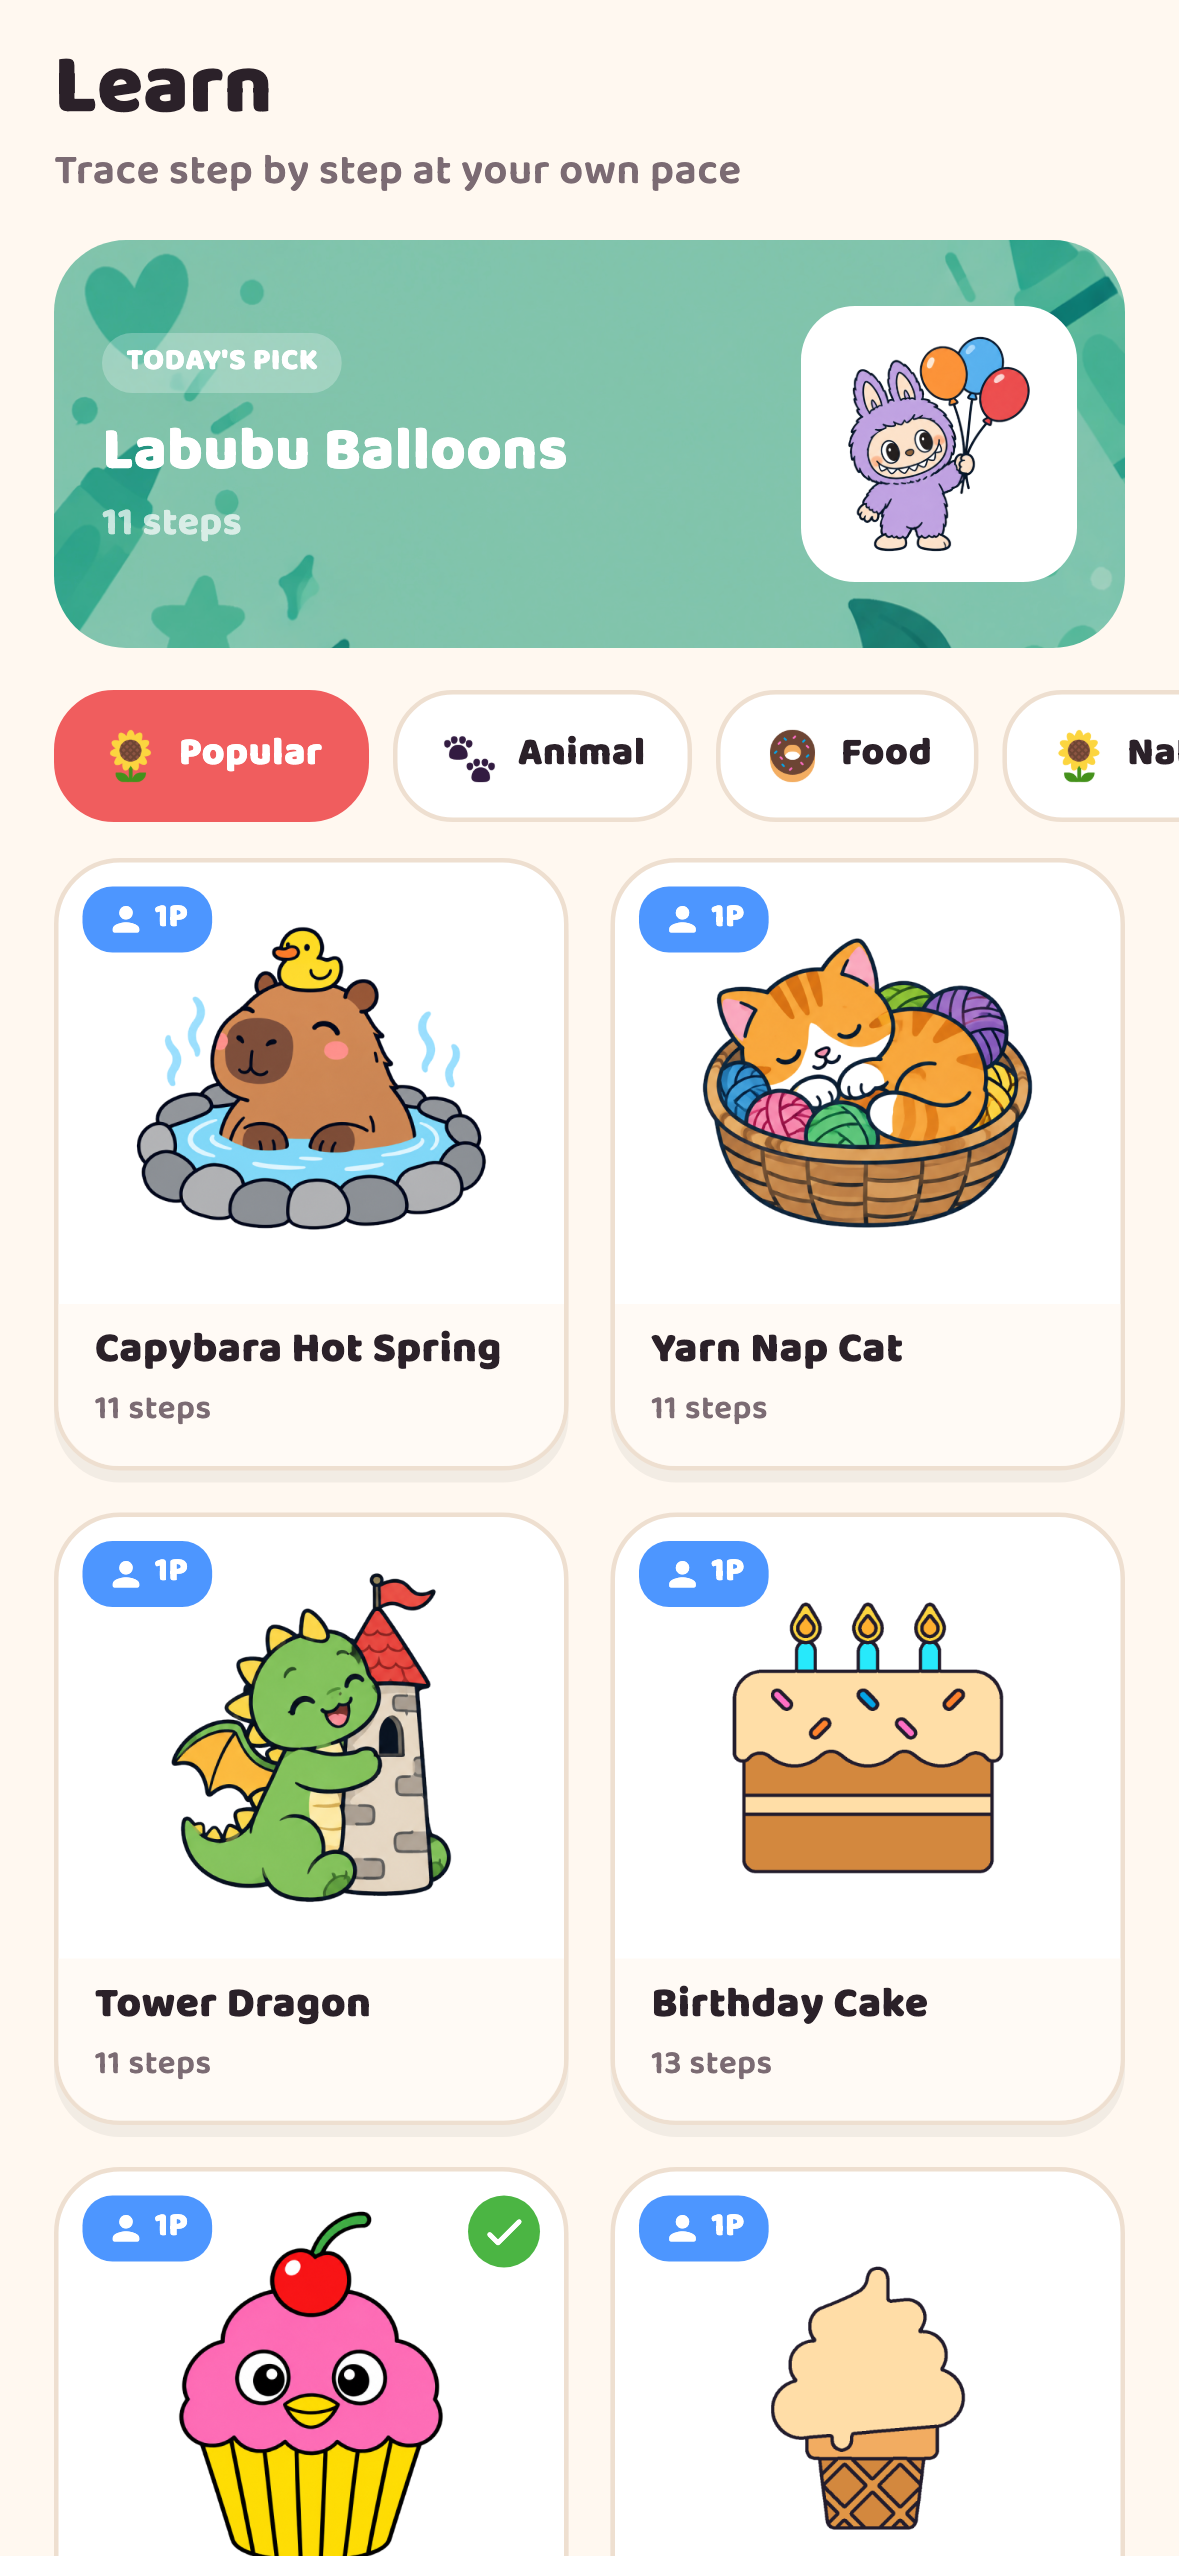 Learn
Trace step by step at your own pace
TODAY'S PICK
Labubu Balloons
11 steps
Popular
Animal
Food
1P
1P
Capybara Hot Spring
11 steps
Yarn Nap Cat
11 steps
1P
1P
Tower Dragon
11 steps
Birthday Cake
13 steps
1P
1P